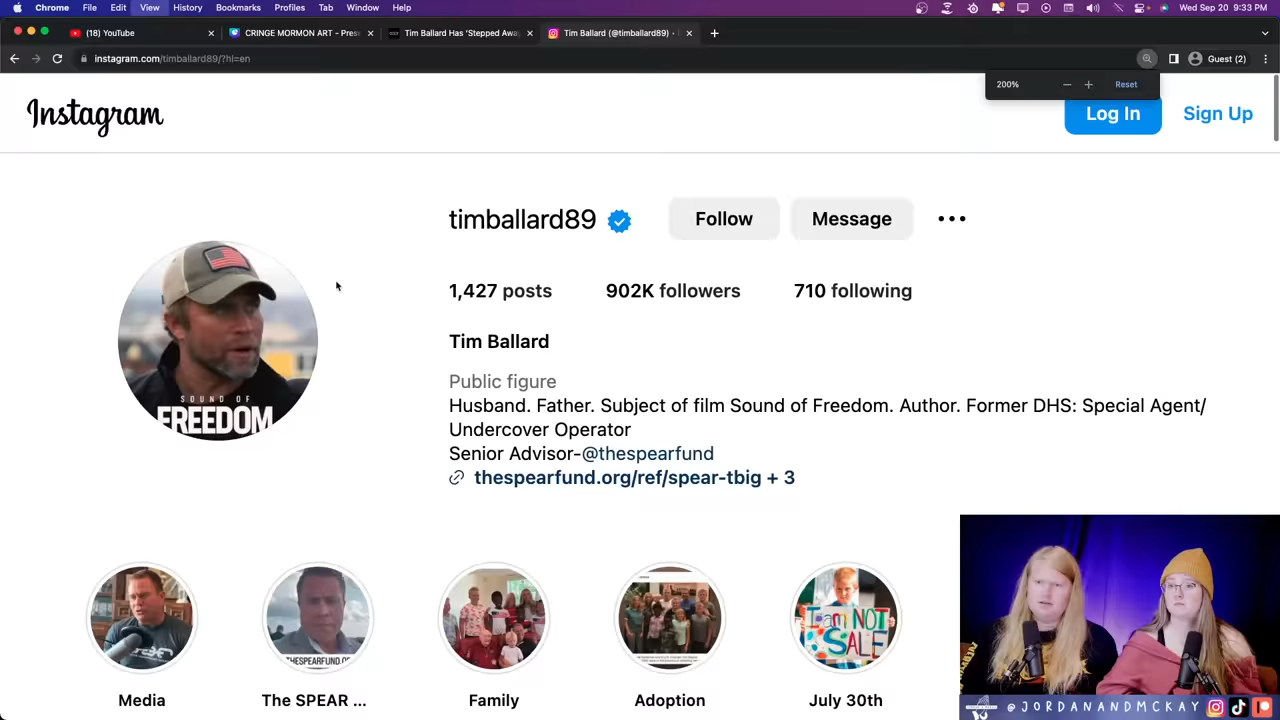 Chrome File Edit View History Bookmarks Profiles Tab Window Help Wed Sep 20 9:33 PM
(18) YouTube
CRINGE MORMON ART - Pres
Tim Ballard Has 'Stepped Away
Tim Ballard (@timballard89) •
instagram.com/timballard89/?hl=en
Guest (2)
200% Reset
Instagram
Log In Sign Up
timballard89 Follow Message
1,427 posts 902K followers 710 following
Tim Ballard
Public figure
Husband. Father. Subject of film Sound of Freedom. Author. Former DHS: Special Agent/
Undercover Operator
Senior Advisor-@thespearfund
thespearfund.org/ref/spear-tbig + 3
SOUND OF
FREEDOM
THESPEARFUND.O
I am NOT
SALE
Media The SPEAR ... Family Adoption July 30th
@JORDANANDMCKAY